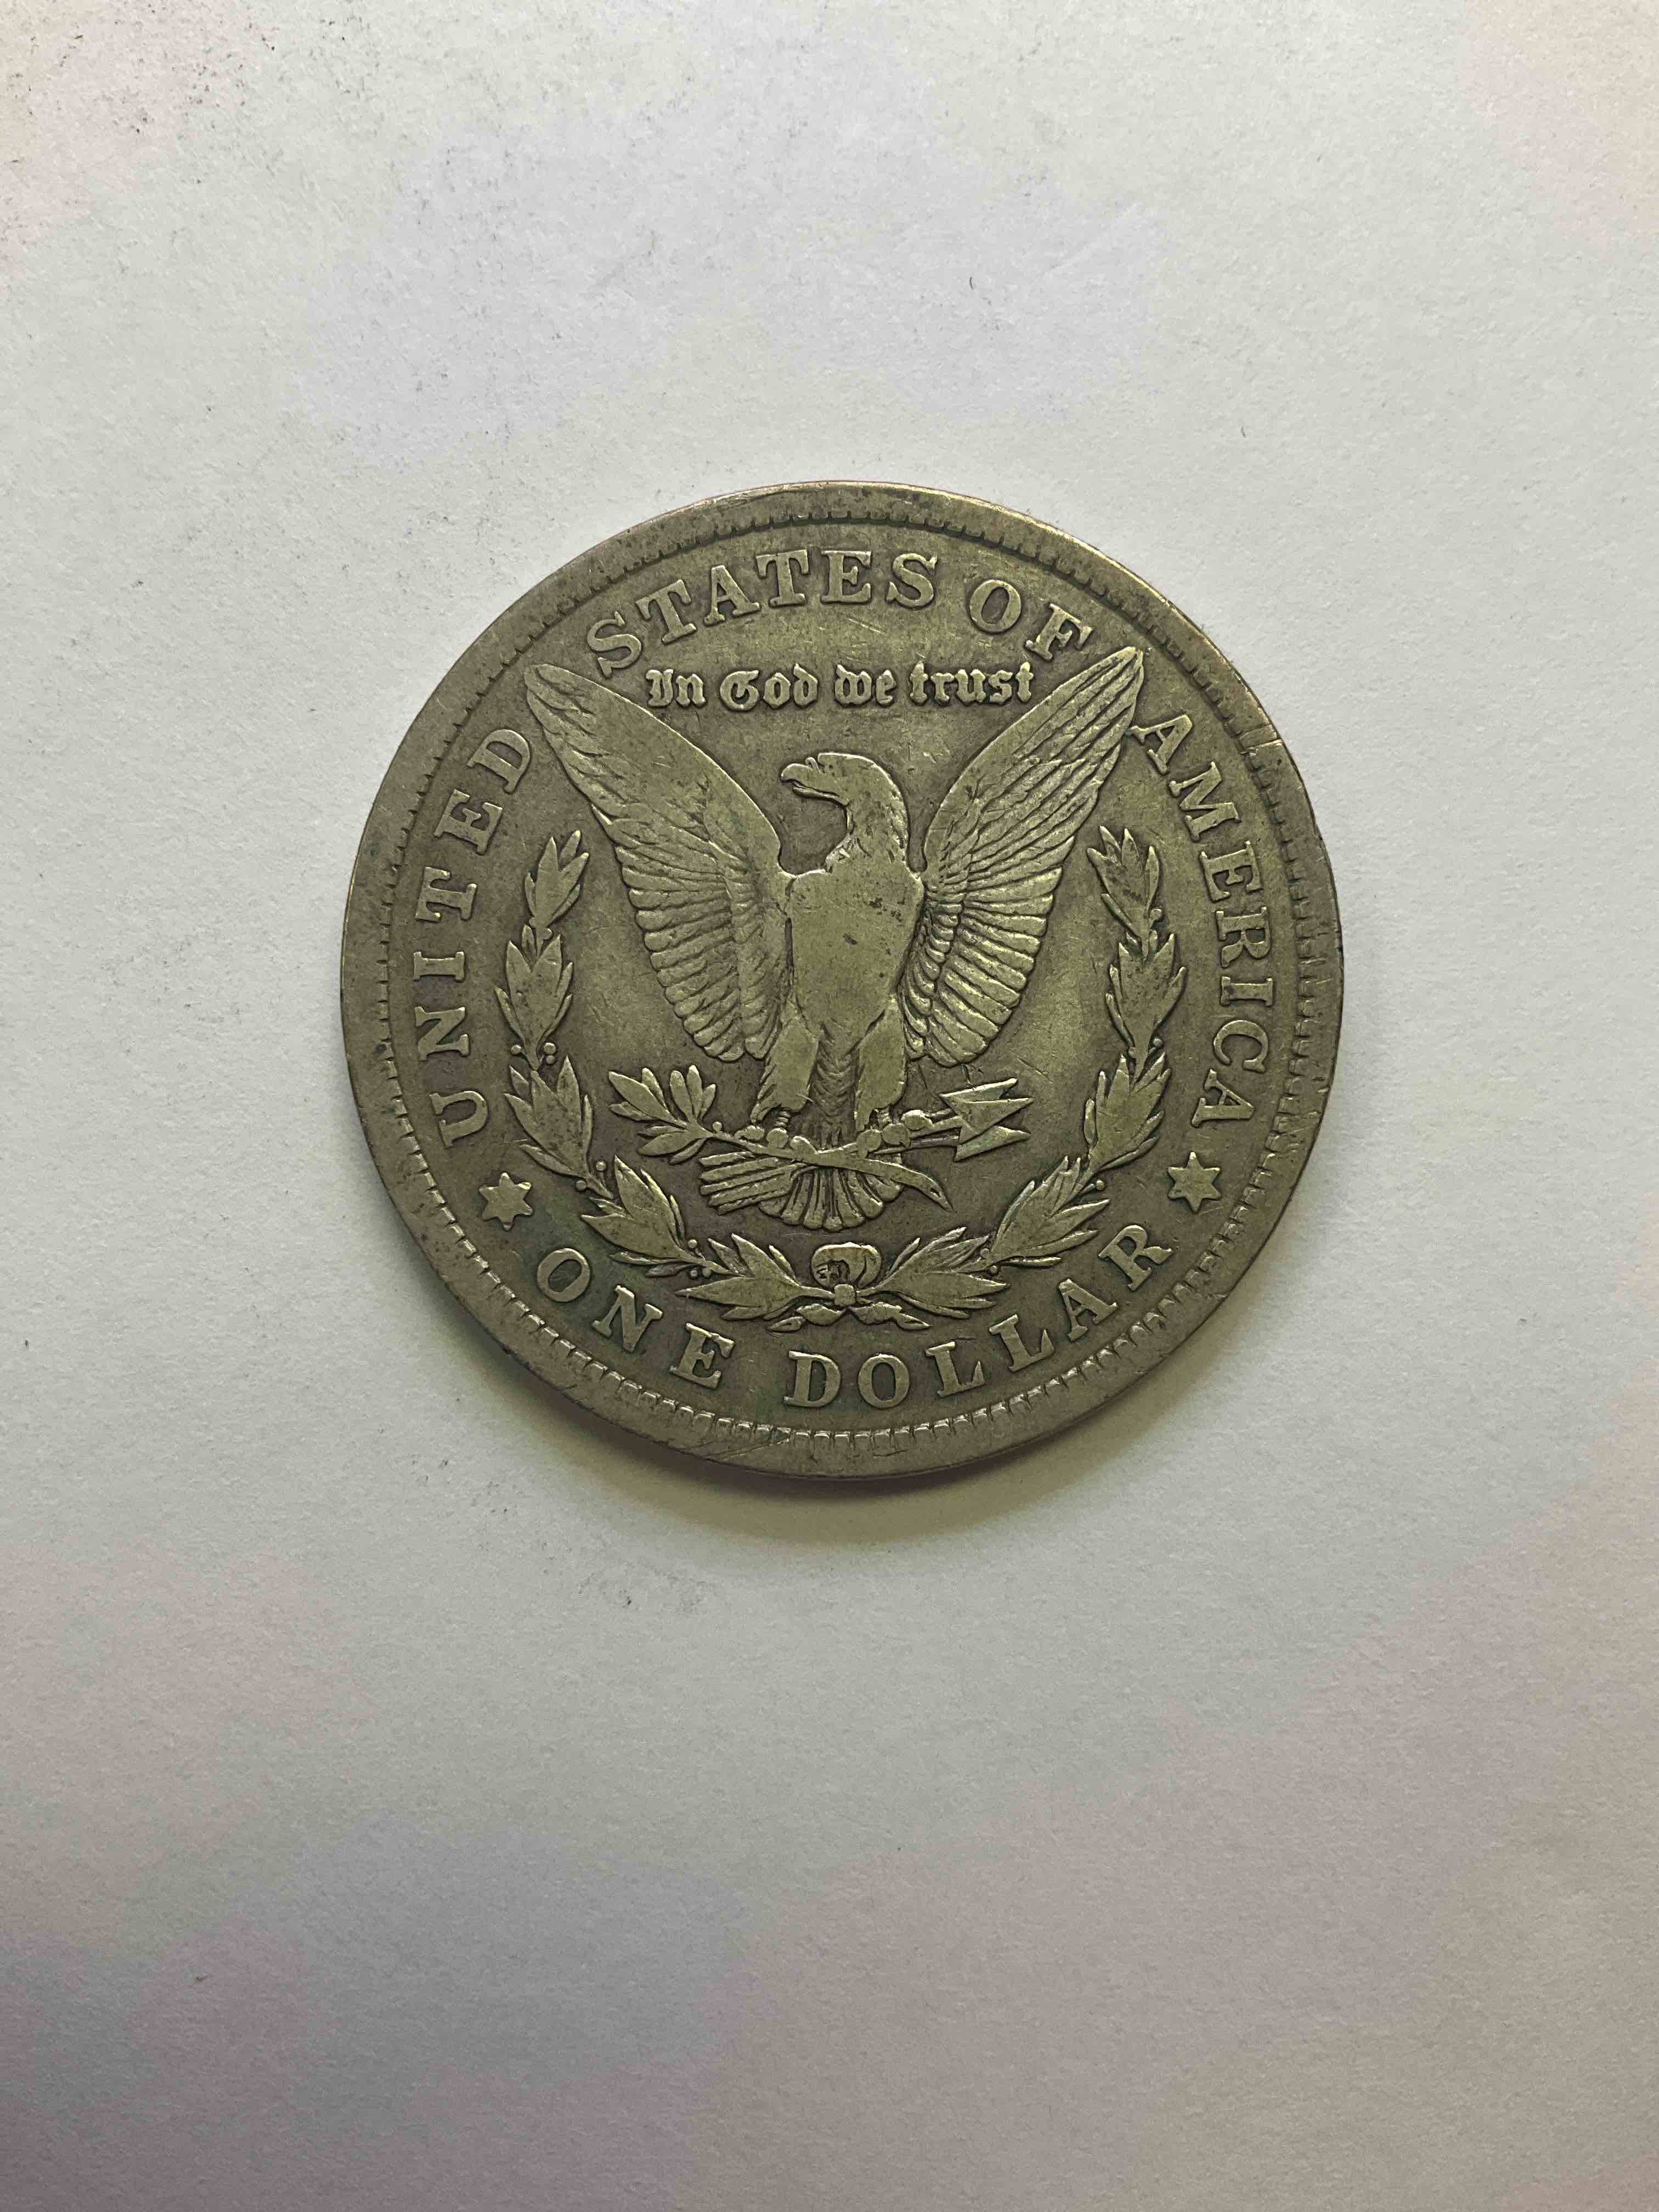 UNITED STATES OF AMERICA
In God we trust
ONE DOLLAR